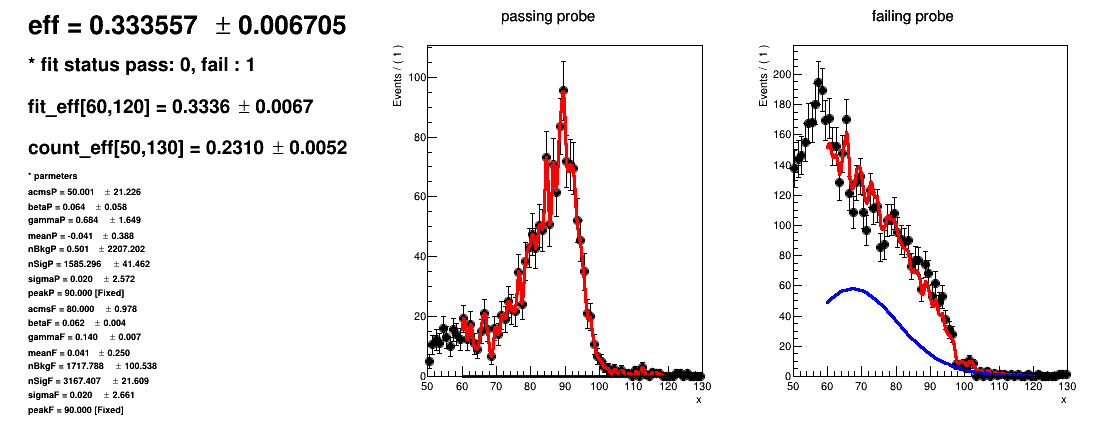 eff = 0.333557 ± 0.006705
* fit status pass: 0, fail : 1
fit_eff[60,120] = 0.3336 ± 0.0067
count_eff[50,130] = 0.2310 ± 0.0052
* parmeters
acmsP = 50.001 ± 21.226
betaP = 0.064 ± 0.058
gammaP = 0.684 ± 1.649
meanP = -0.041 ± 0.388
nBkgP = 0.501 ± 2207.202
nSigP = 1585.296 ± 41.462
sigmaP = 0.020 ± 2.572
peakP = 90.000 [Fixed]
acmsF = 80.000 ± 0.978
betaF = 0.062 ± 0.004
gammaF = 0.140 ± 0.007
meanF = 0.041 ± 0.250
nBkgF = 1717.788 ± 100.538
nSigF = 3167.407 ± 21.609
sigmaF = 0.020 ± 2.661
peakF = 90.000 [Fixed]
passing probe
Events / ( 1 )
100
80
60
40
20
0
50 60 70 80 90 100 110 120 130
x
failing probe
Events / ( 1 )
200
180
160
140
120
100
80
60
40
20
0
50 60 70 80 90 100 110 120 130
x